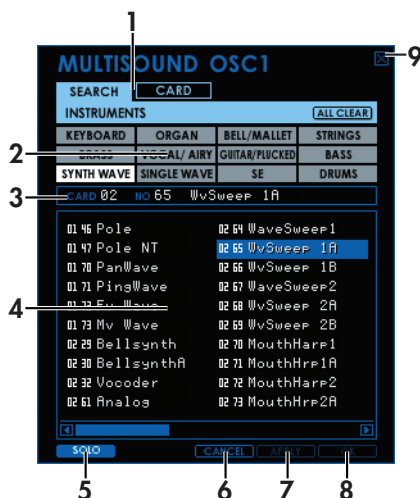 1
9
MULTISOUND OSC1
SEARCH CARD
INSTRUMENTS ALL CLEAR
KEYBOARD ORGAN BELL/MALLET STRINGS
2 BRASS VOCAL/ AIRY GUITAR/PLUCKED BASS
SYNTH WAVE SINGLE WAVE SE DRUMS
3 CARD 02 NO 65 WvSweep 1A
01 46 Pole
01 47 Pole NT
01 70 PanWave
01 71 PingWave
Wave
01 73 Mv Wave
02 29 Bellsynth
02 30 BellsynthA
02 32 Vocoder
02 61 Analog
02 64 WaveSweep1
02 65 WvSweep 1A
02 66 WvSweep 1B
02 67 WaveSweep2
02 68 WvSweep 2A
02 69 WvSweep 2B
02 70 MouthHarp1
02 71 MouthHrp1A
02 72 MouthHarp2
02 73 MouthHrp2A
4
SOLO CANCEL APPLY
5 6 7 8